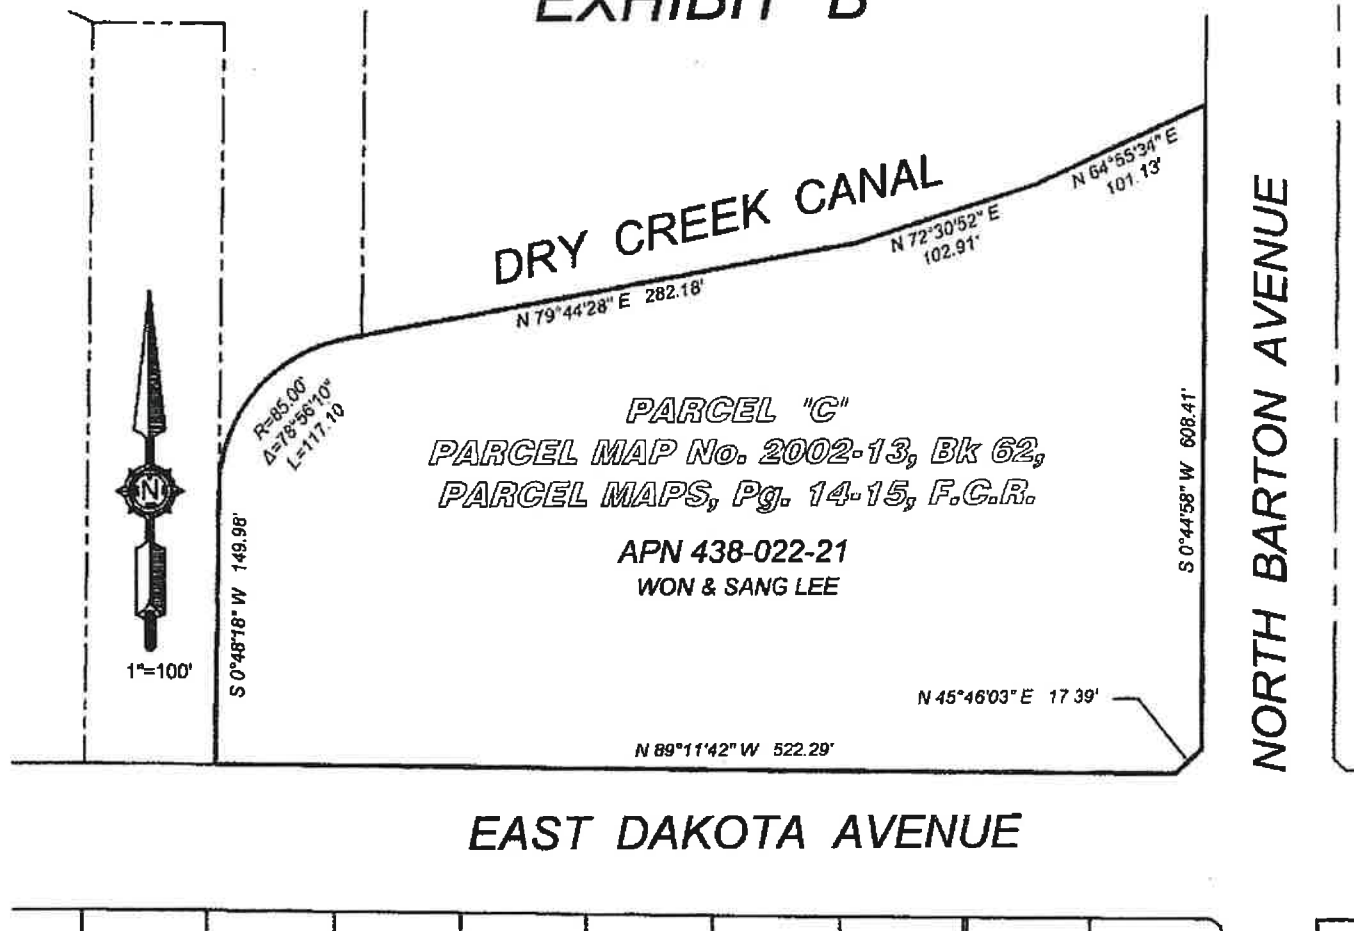 EXHIBIT "B"
DRY CREEK CANAL
N 64°55'34" E
101.13'
N 72°30'52" E
102.91'
N 79°44'28" E 282.18'
R=85.00'
Δ=78°56'10"
L=117.10
PARCEL "C"
PARCEL MAP No. 2002-13, Bk 62,
PARCEL MAPS, Pg. 14-15, F.C.R.
APN 438-022-21
WON & SANG LEE
S 0°44'58" W 608.41'
NORTH BARTON AVENUE
N
S 0°48'18" W 149.98'
1"=100'
N 45°46'03" E 17 39'
N 89°11'42" W 522.29'
EAST DAKOTA AVENUE